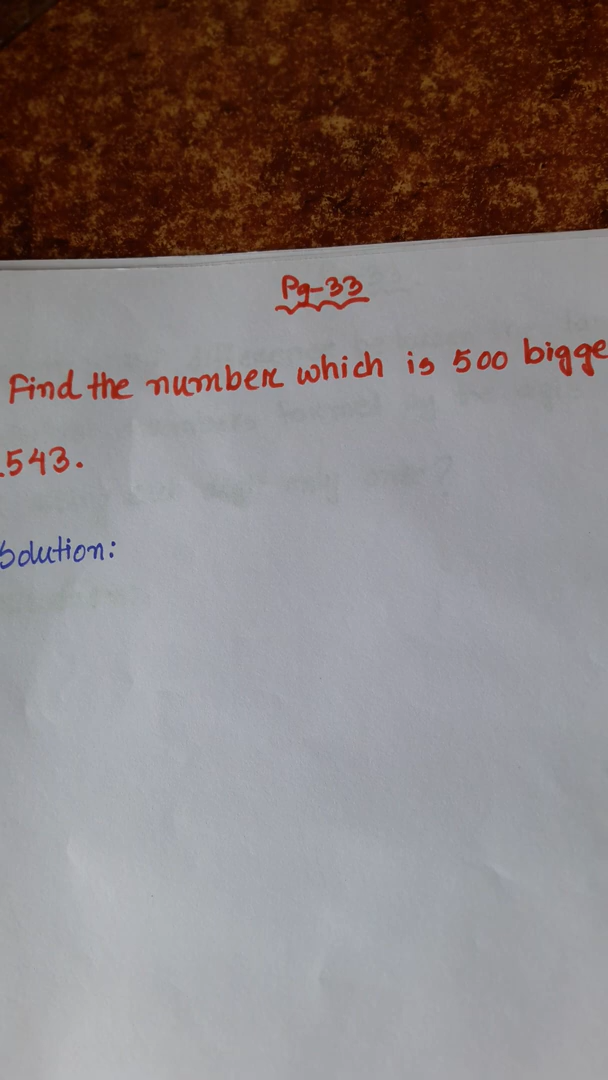 Pg-33
Find the number which is 500 bigge
543.
Solution: